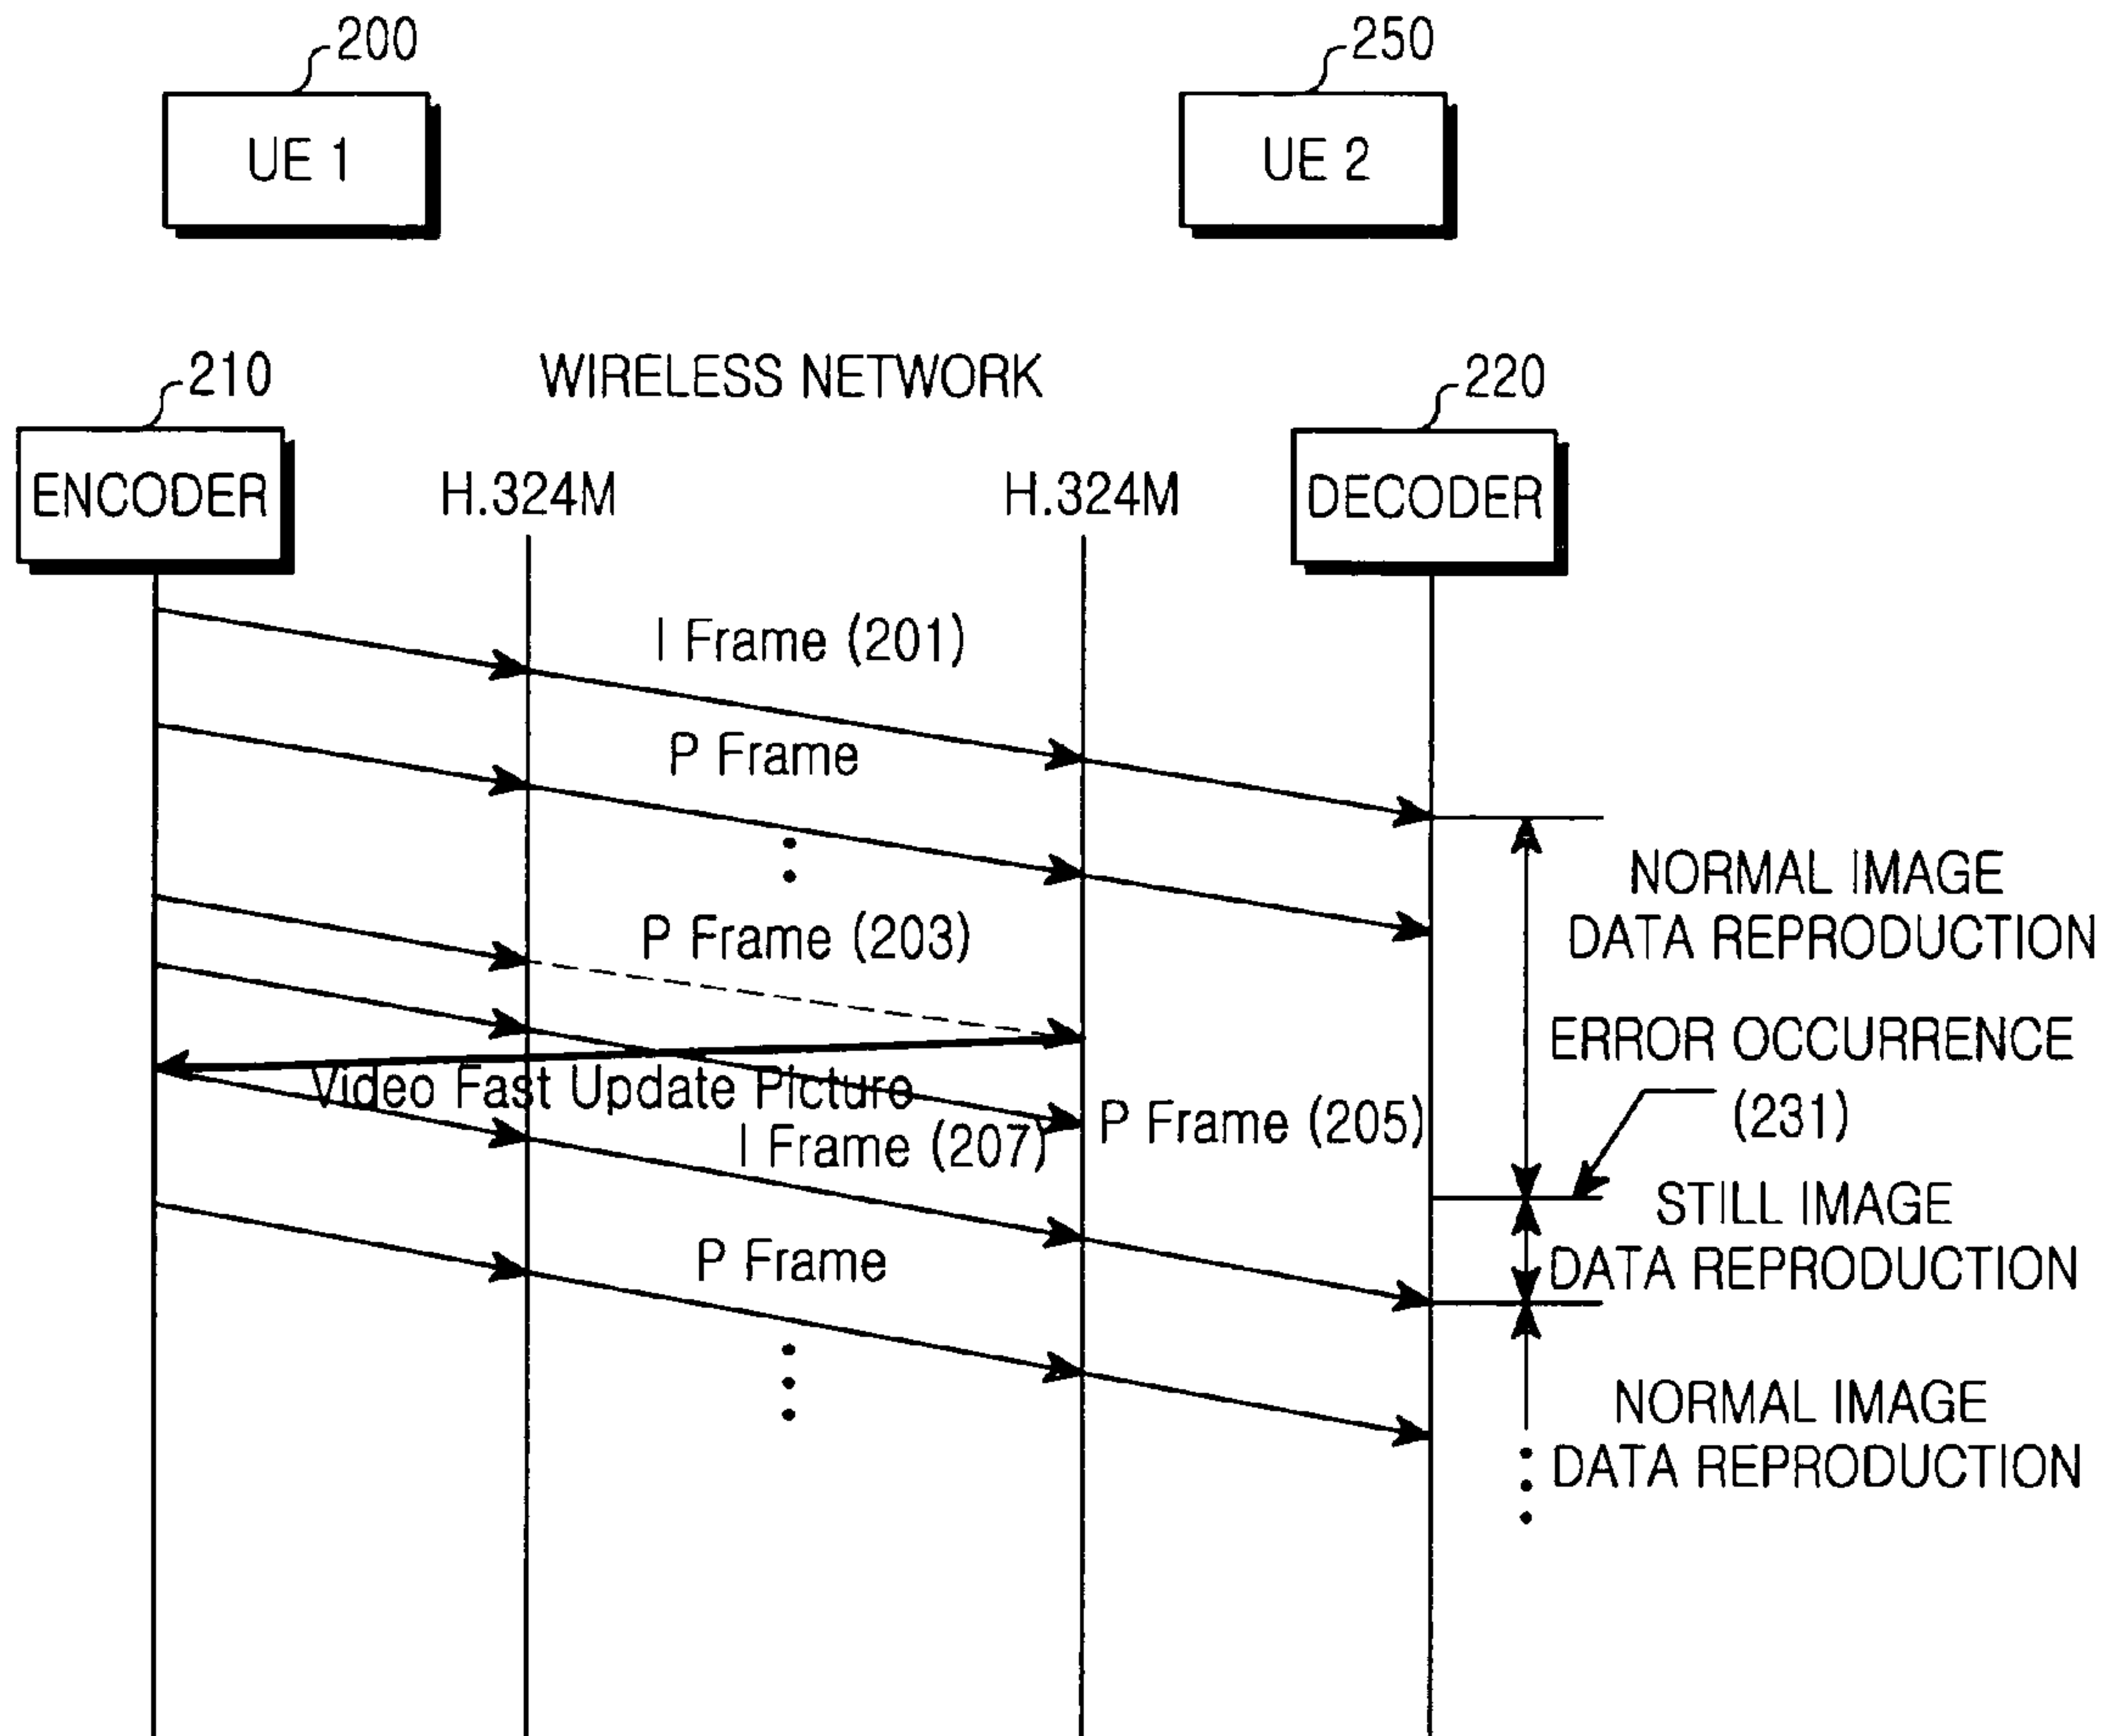 200
250
UE 1
UE 2
210
WIRELESS NETWORK
220
ENCODER
H.324M
H.324M
DECODER
I Frame (201)
P Frame
NORMAL IMAGE
DATA REPRODUCTION
P Frame (203)
ERROR OCCURRENCE
(231)
Video Fast Update Picture
P Frame (205)
I Frame (207)
STILL IMAGE
DATA REPRODUCTION
P Frame
NORMAL IMAGE
DATA REPRODUCTION